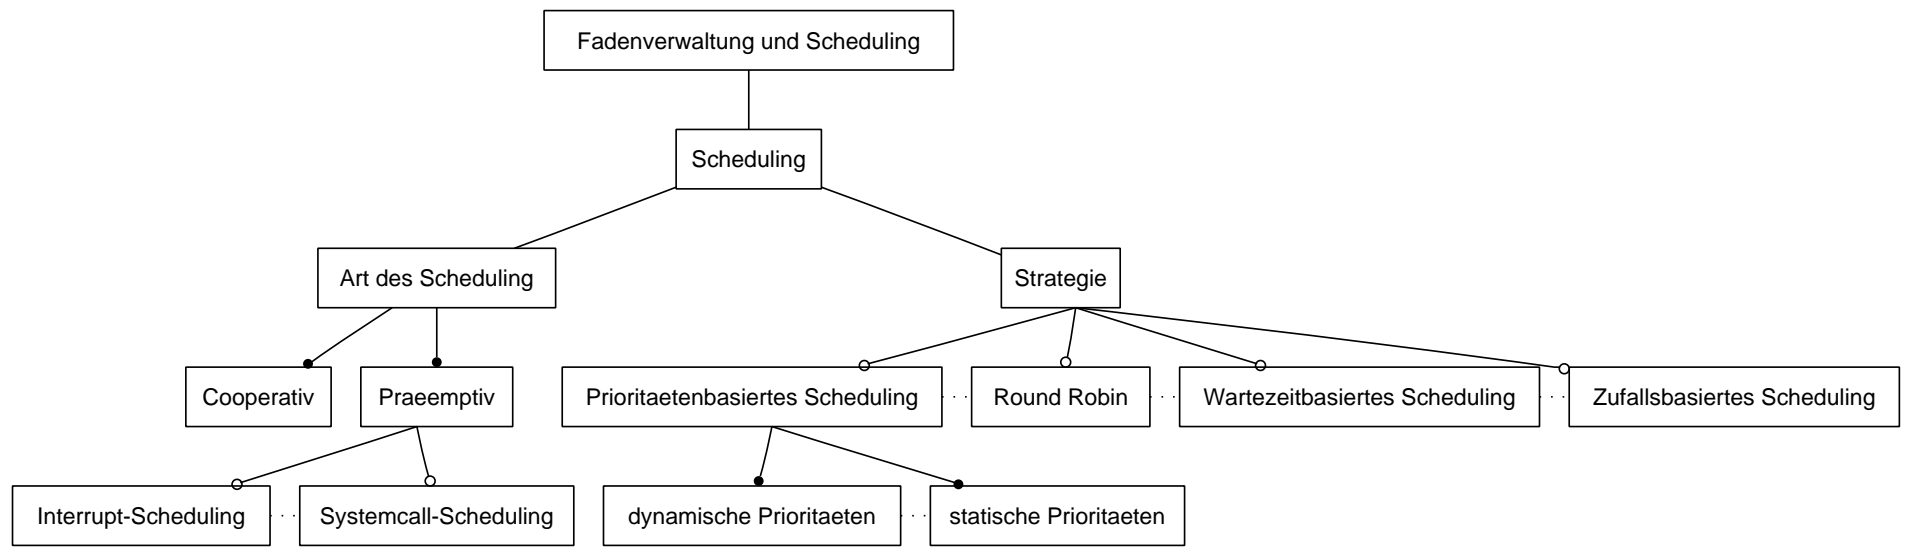 Fadenverwaltung und Scheduling
Scheduling
Art des Scheduling
Strategie
Cooperativ
Praeemptiv
Prioritaetenbasiertes Scheduling
Round Robin
Wartezeitbasiertes Scheduling
Zufallsbasiertes Scheduling
Interrupt-Scheduling
Systemcall-Scheduling
dynamische Prioritaeten
statische Prioritaeten